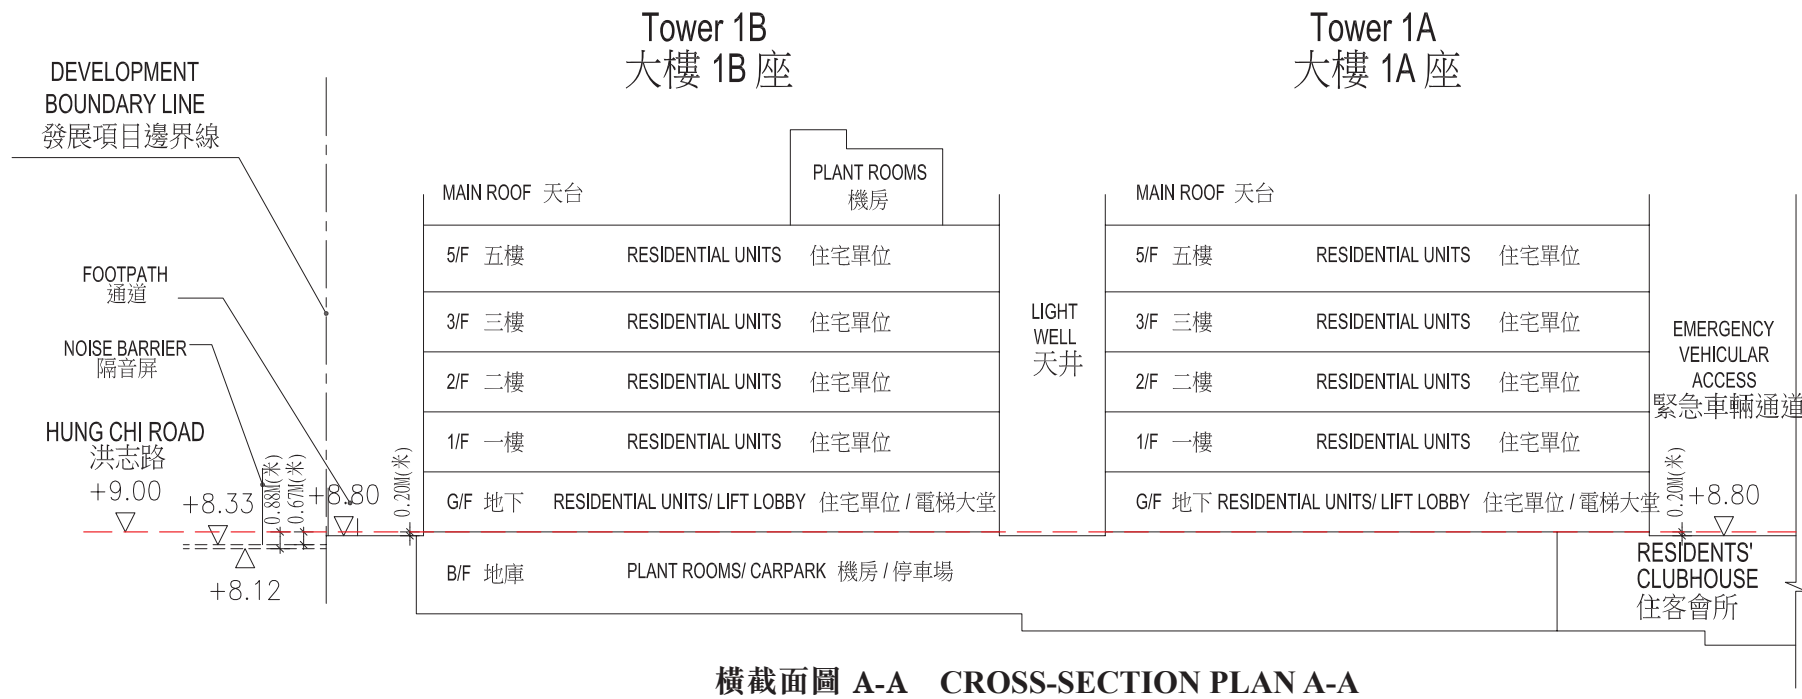 Tower 1B
大樓 1B 座
Tower 1A
大樓 1A 座
DEVELOPMENT
BOUNDARY LINE
發展項目邊界線
PLANT ROOMS
機房
MAIN ROOF 天台
MAIN ROOF 天台
5/F 五樓 RESIDENTIAL UNITS 住宅單位
5/F 五樓 RESIDENTIAL UNITS 住宅單位
FOOTPATH
通道
3/F 三樓 RESIDENTIAL UNITS 住宅單位
LIGHT
WELL
天井
3/F 三樓 RESIDENTIAL UNITS 住宅單位
EMERGENCY
VEHICULAR
ACCESS
緊急車輛通道
NOISE BARRIER
隔音屏
2/F 二樓 RESIDENTIAL UNITS 住宅單位
2/F 二樓 RESIDENTIAL UNITS 住宅單位
HUNG CHI ROAD
洪志路
1/F 一樓 RESIDENTIAL UNITS 住宅單位
1/F 一樓 RESIDENTIAL UNITS 住宅單位
+9.00
+8.33
0.88M(米)
0.67M(米)
+8.80
0.20M(米)
G/F 地下 RESIDENTIAL UNITS/ LIFT LOBBY 住宅單位 / 電梯大堂
G/F 地下 RESIDENTIAL UNITS/ LIFT LOBBY 住宅單位 / 電梯大堂
0.20M(米)
+8.80
+8.12
B/F 地庫 PLANT ROOMS/ CARPARK 機房 / 停車場
RESIDENTS'
CLUBHOUSE
住客會所
橫截面圖 A-A CROSS-SECTION PLAN A-A